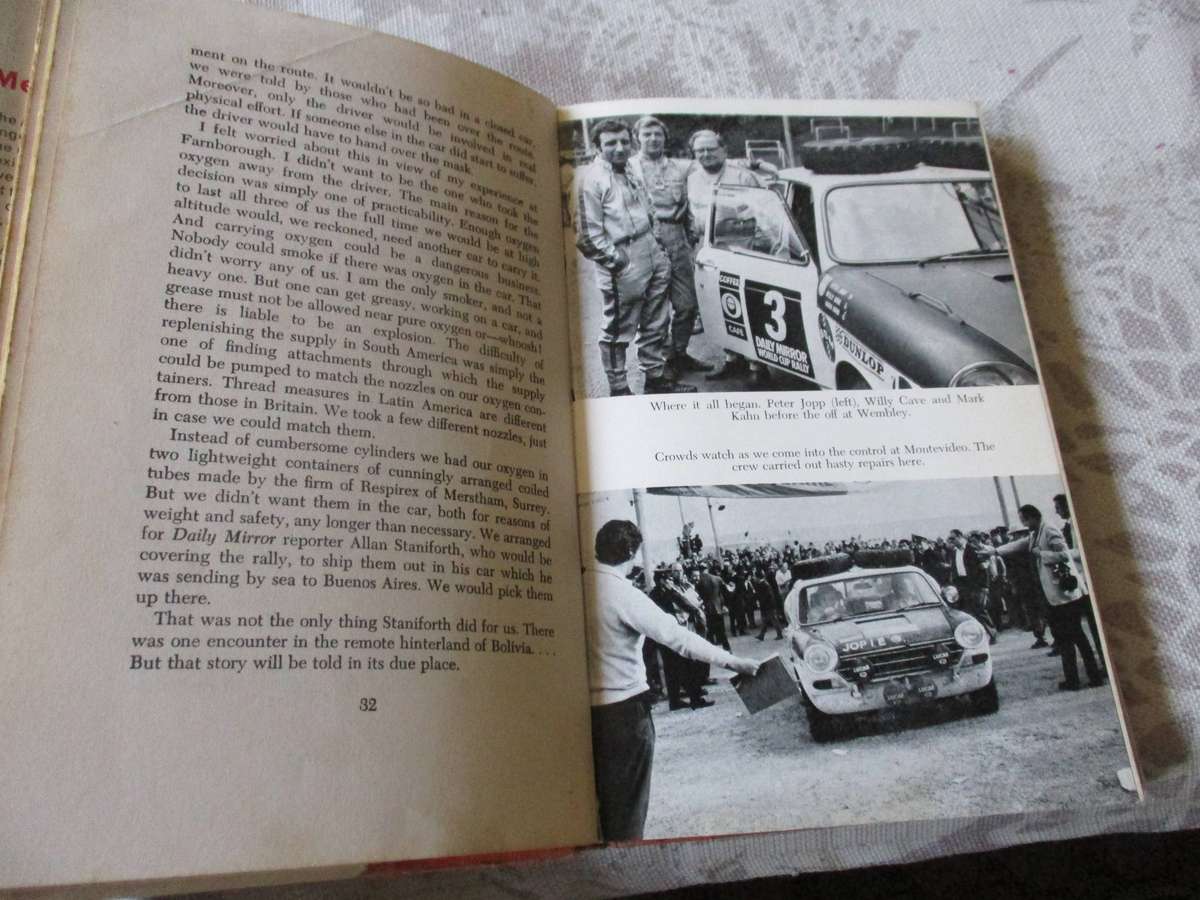 Me
ment on the route. It wouldn't be so bad in a closed car,
we were told by those who had been over the route.
Moreover, only the driver would be involved in real
physical effort. If someone else in the car did start to suffer,
the driver would have to hand over the mask.
I felt worried about this in view of my experience at
Farnborough. I didn't want to be the one who took the
oxygen away from the driver. The main reason for the
decision was simply one of practicability. Enough oxygen
to last all three of us the full time we would be at high
altitude would, we reckoned, need another car to carry it.
And carrying oxygen could be a dangerous business.
Nobody could smoke if there was oxygen in the car. That
didn't worry any of us. I am the only smoker, and not a
heavy one. But one can get greasy, working on a car, and
grease must not be allowed near pure oxygen or—whoosh!
there is liable to be an explosion. The difficulty of
replenishing the supply in South America was simply the
one of finding attachments through which the supply
could be pumped to match the nozzles on our oxygen con-
tainers. Thread measures in Latin America are different
from those in Britain. We took a few different nozzles, just
in case we could match them.
Instead of cumbersome cylinders we had our oxygen in
two lightweight containers of cunningly arranged coiled
tubes made by the firm of Respirex of Merstham, Surrey.
But we didn't want them in the car, both for reasons of
weight and safety, any longer than necessary. We arranged
for Daily Mirror reporter Allan Staniforth, who would be
covering the rally, to ship them out in his car which he
was sending by sea to Buenos Aires. We would pick them
up there.
That was not the only thing Staniforth did for us. There
was one encounter in the remote hinterland of Bolivia. . . .
But that story will be told in its due place.
32
COFFEE
CAFE
3
DAILY MIRROR
WORLD CUP RALLY
DUNLOP
Where it all began. Peter Jopp (left), Willy Cave and Mark
Kahn before the off at Wembley.
Crowds watch as we come into the control at Montevideo. The
crew carried out hasty repairs here.
LUCAS
LUCAS
LUCAS